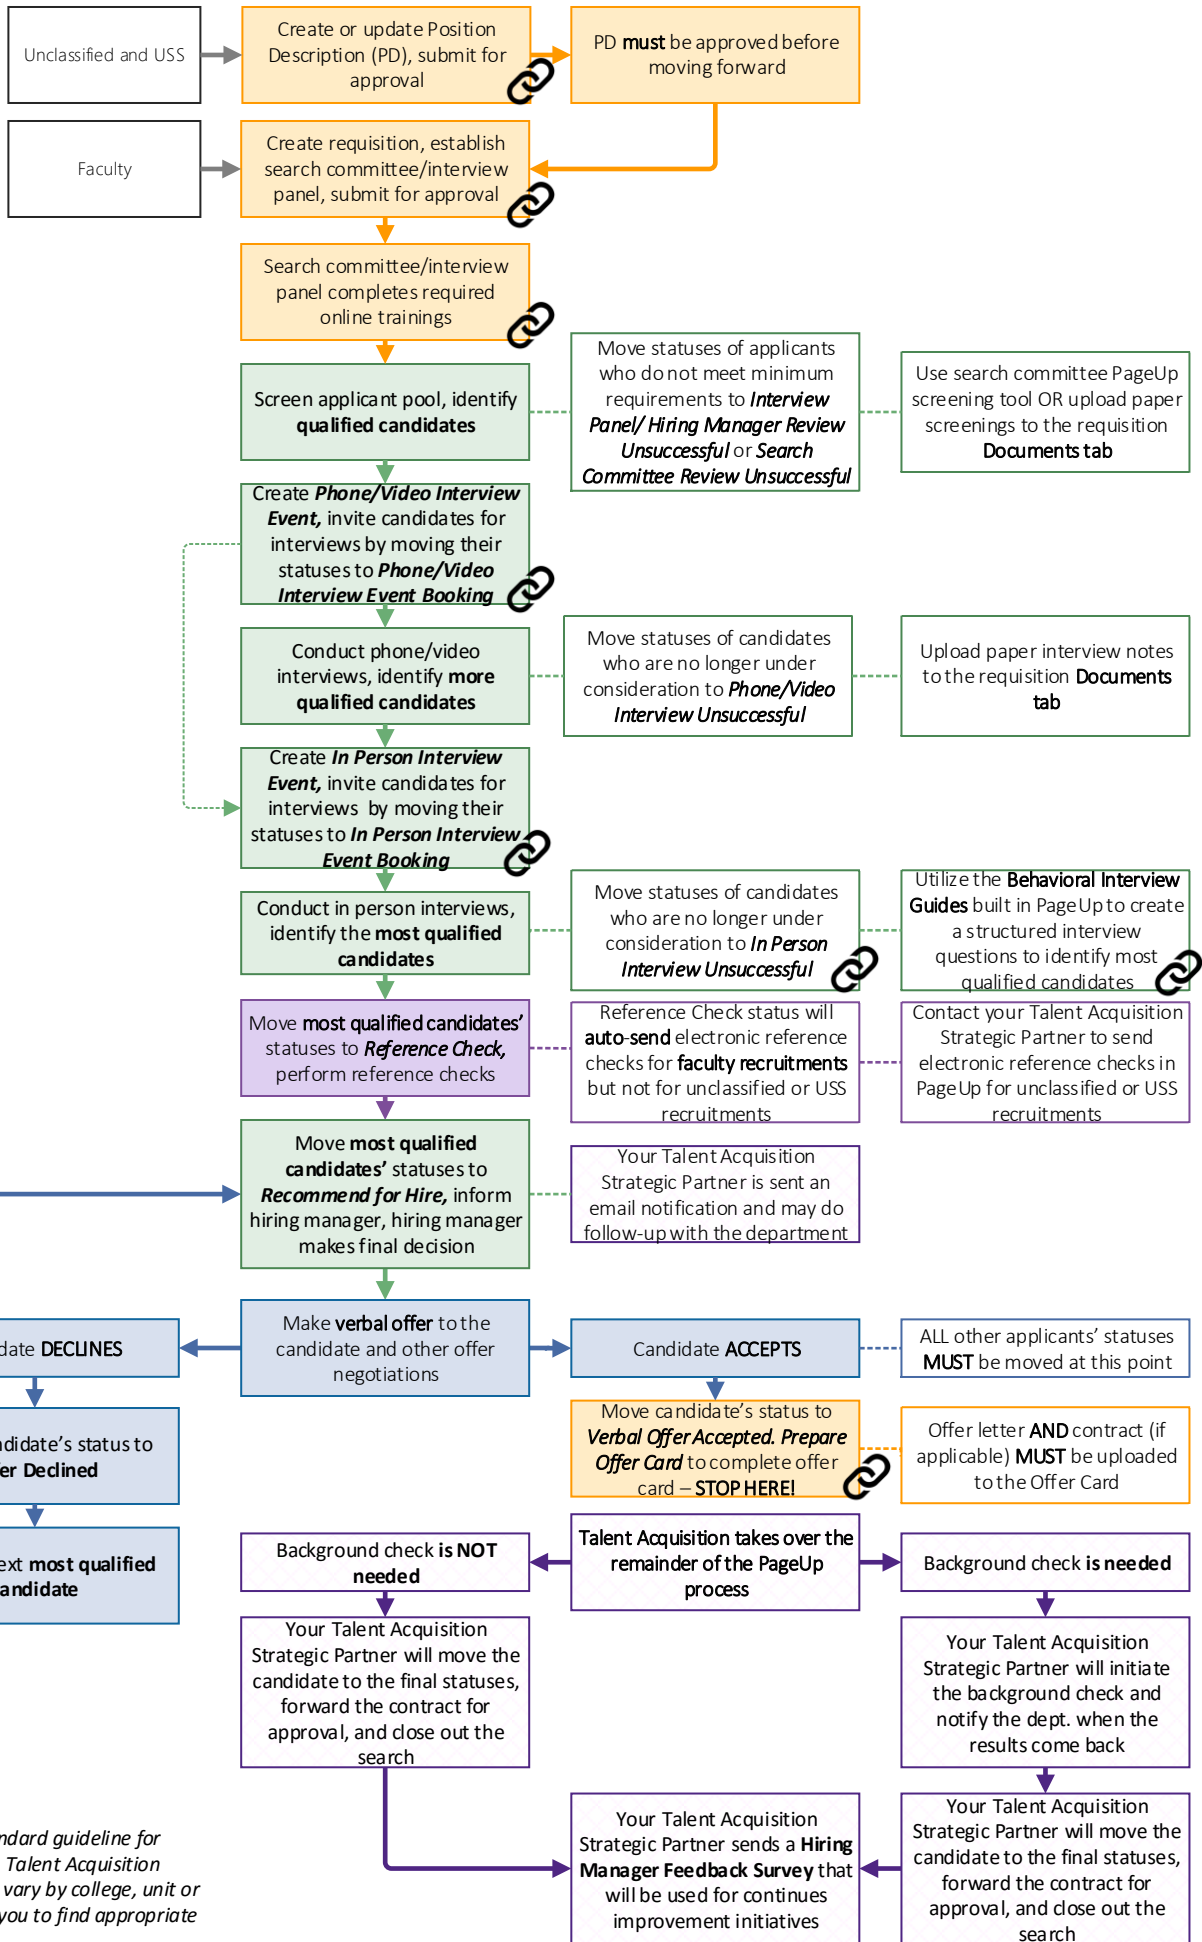 Unclassified and USS
Create or update Position
Description (PD), submit for
approval
PD must be approved before
moving forward
Faculty
Create requisition, establish
search committee/interview
panel, submit for approval
Search committee/interview
panel completes required
online trainings
Screen applicant pool, identify
qualified candidates
Move statuses of applicants
who do not meet minimum
requirements to Interview
Panel/ Hiring Manager Review
Unsuccessful or Search
Committee Review Unsuccessful
Use search committee PageUp
screening tool OR upload paper
screenings to the requisition
Documents tab
Create Phone/Video Interview
Event, invite candidates for
interviews by moving their
statuses to Phone/Video
Interview Event Booking
Conduct phone/video
interviews, identify more
qualified candidates
Move statuses of candidates
who are no longer under
consideration to Phone/Video
Interview Unsuccessful
Upload paper interview notes
to the requisition Documents
tab
Create In Person Interview
Event, invite candidates for
interviews by moving their
statuses to In Person Interview
Event Booking
Conduct in person interviews,
identify the most qualified
candidates
Move statuses of candidates
who are no longer under
consideration to In Person
Interview Unsuccessful
Utilize the Behavioral Interview
Guides built in PageUp to create
a structured interview
questions to identify most
qualified candidates
Move most qualified candidates’
statuses to Reference Check,
perform reference checks
Reference Check status will
auto-send electronic reference
checks for faculty recruitments
but not for unclassified or USS
recruitments
Contact your Talent Acquisition
Strategic Partner to send
electronic reference checks in
PageUp for unclassified or USS
recruitments
Move most qualified
candidates’ statuses to
Recommend for Hire, inform
hiring manager, hiring manager
makes final decision
Your Talent Acquisition
Strategic Partner is sent an
email notification and may do
follow-up with the department
date DECLINES
Make verbal offer to the
candidate and other offer
negotiations
Candidate ACCEPTS
ALL other applicants’ statuses
MUST be moved at this point
didate’s status to
er Declined
Move candidate’s status to
Verbal Offer Accepted. Prepare
Offer Card to complete offer
card – STOP HERE!
Offer letter AND contract (if
applicable) MUST be uploaded
to the Offer Card
ext most qualified
andidate
Background check is NOT
needed
Talent Acquisition takes over the
remainder of the PageUp
process
Background check is needed
Your Talent Acquisition
Strategic Partner will move the
candidate to the final statuses,
forward the contract for
approval, and close out the
search
Your Talent Acquisition
Strategic Partner will initiate
the background check and
notify the dept. when the
results come back
ndard guideline for
Talent Acquisition
vary by college, unit or
you to find appropriate
Your Talent Acquisition
Strategic Partner sends a Hiring
Manager Feedback Survey that
will be used for continues
improvement initiatives
Your Talent Acquisition
Strategic Partner will move the
candidate to the final statuses,
forward the contract for
approval, and close out the
search